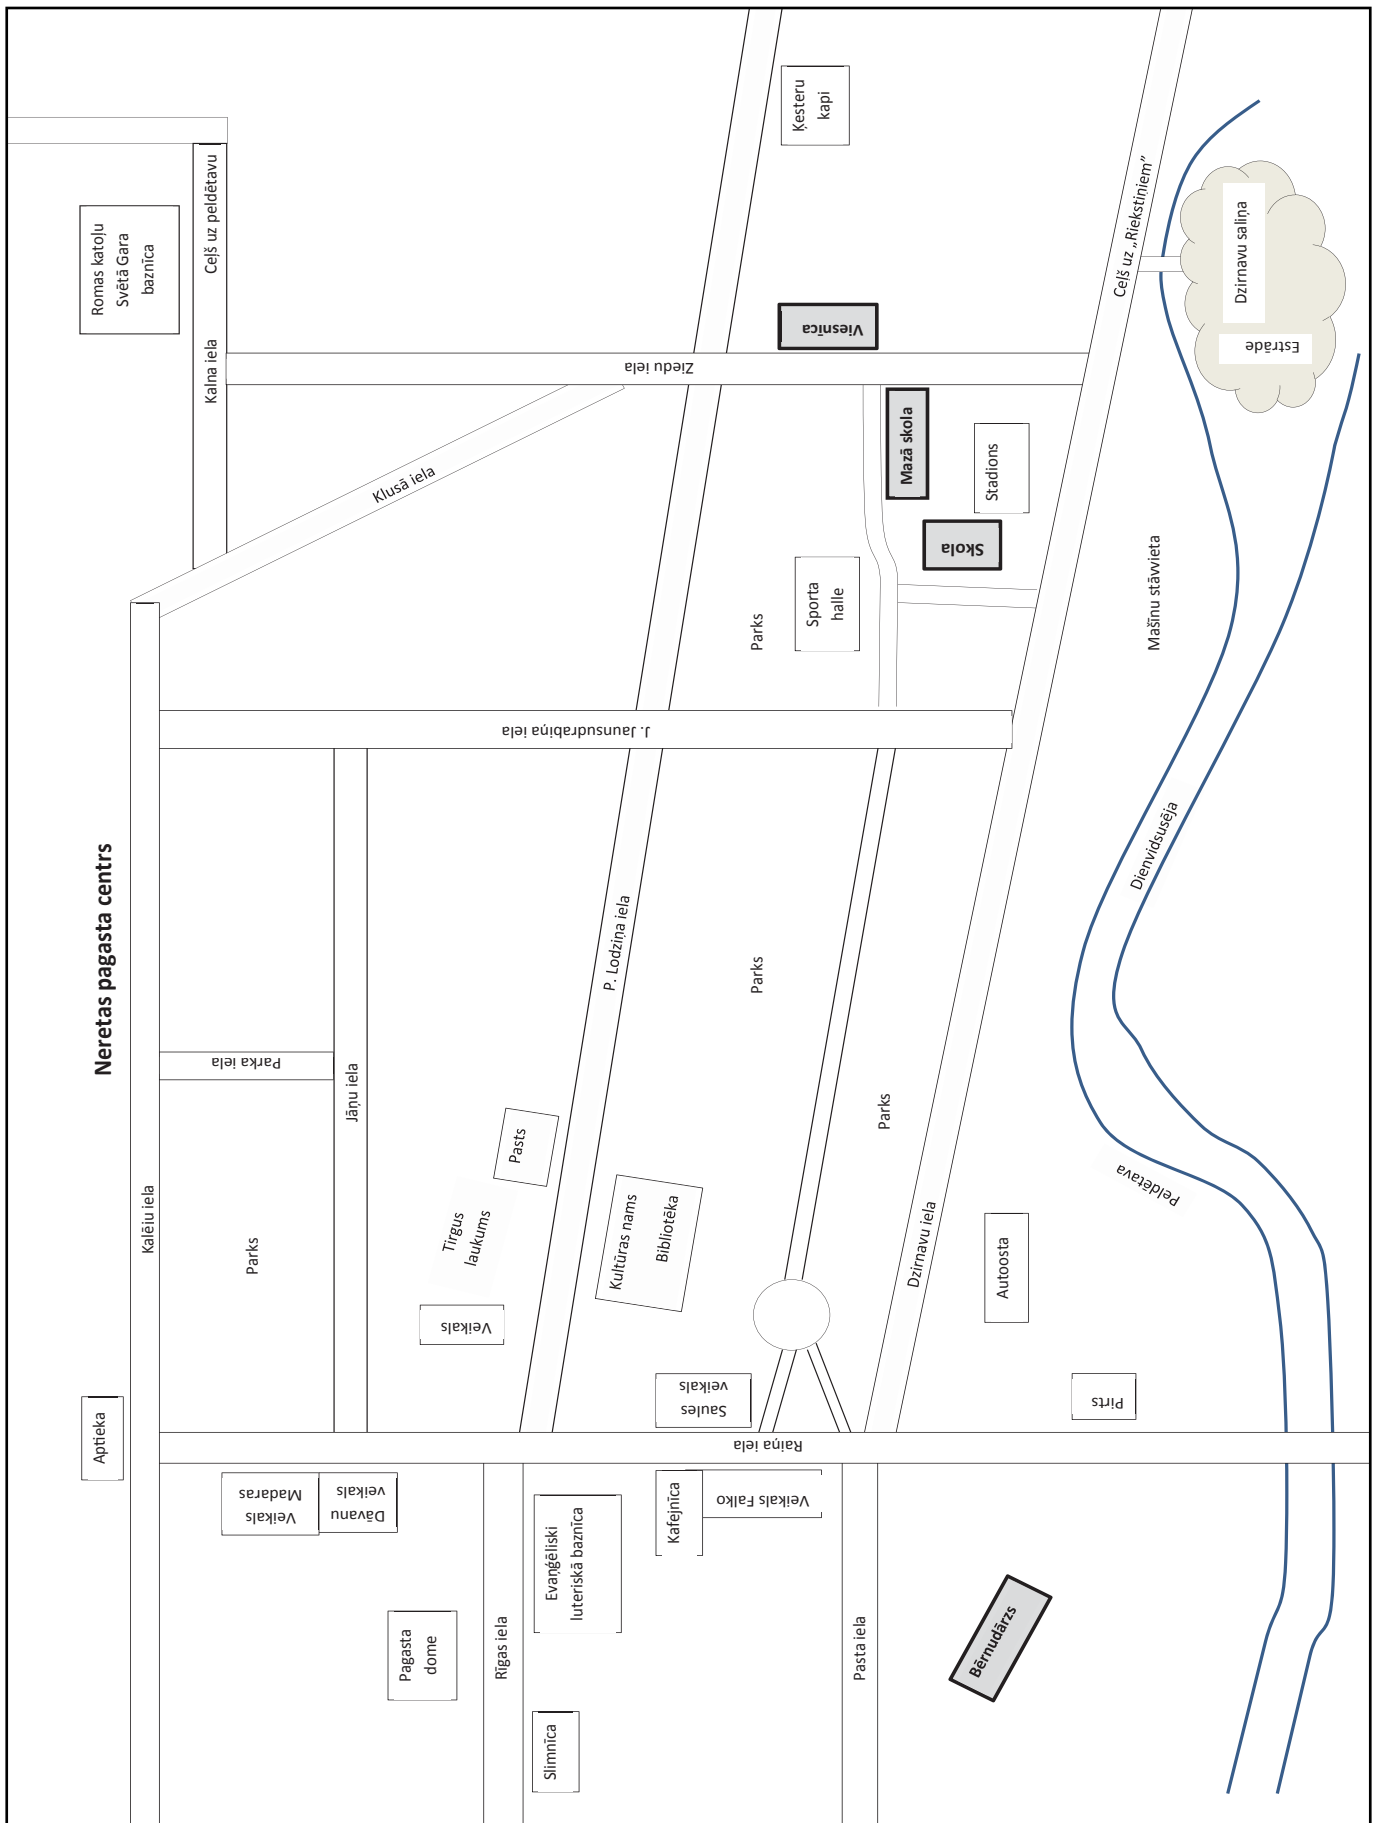 Neretas pagasta centrs
Romas katoļu
Svētā Gara
baznīca
Ceļš uz peldētavu
Kalna iela
Klusā iela
Ziedu iela
Viesnīca
Ķesteru
kapi
Ceļš uz „Riekstiņiem”
Dzirnavu saliņa
Estrāde
Mazā skola
Stadions
Skola
Sporta
halle
Parks
Mašīnu stāvvieta
J. Jaunsudrabiņa iela
Dienvidsusēja
P. Lodziņa iela
Parks
Parks
Parka iela
Jāņu iela
Kalēju iela
Parks
Pasts
Tirgus
laukums
Veikals
Kultūras nams
Bibliotēka
Dzirnavu iela
Peldētava
Autoosta
Pirts
Saules
veikals
Raiņa iela
Aptieka
Veikals
Madaras
Dāvanu
veikals
Kafejnīca
Veikals Falko
Evaņģēliski
luteriskā baznīca
Pagasta
dome
Rīgas iela
Slimnīca
Pasta iela
Bērnudārzs